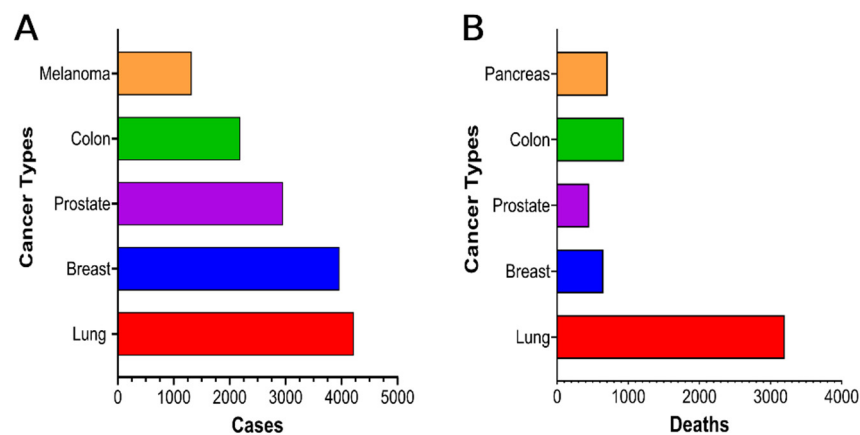 A
Cancer Types
Melanoma
Colon
Prostate
Breast
Lung
0 1000 2000 3000 4000 5000
Cases
B
Cancer Types
Pancreas
Colon
Prostate
Breast
Lung
0 1000 2000 3000 4000
Deaths